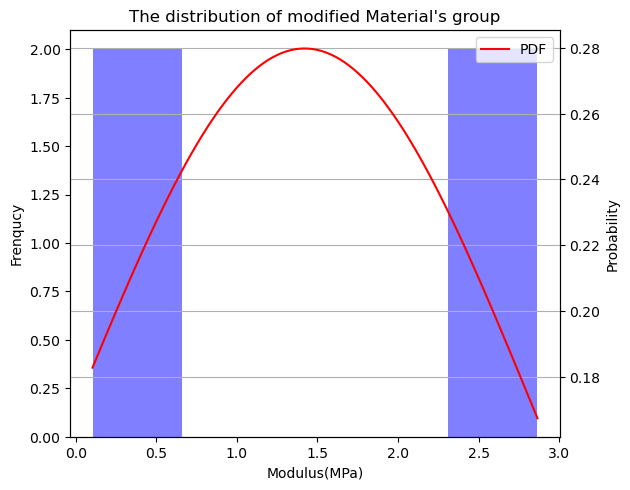 The distribution of modified Material's group
PDF
2.00
1.75
1.50
1.25
1.00
0.75
0.50
0.25
0.00
Frenqucy
0.28
0.26
0.24
0.22
0.20
0.18
Probability
0.0 0.5 1.0 1.5 2.0 2.5 3.0
Modulus(MPa)